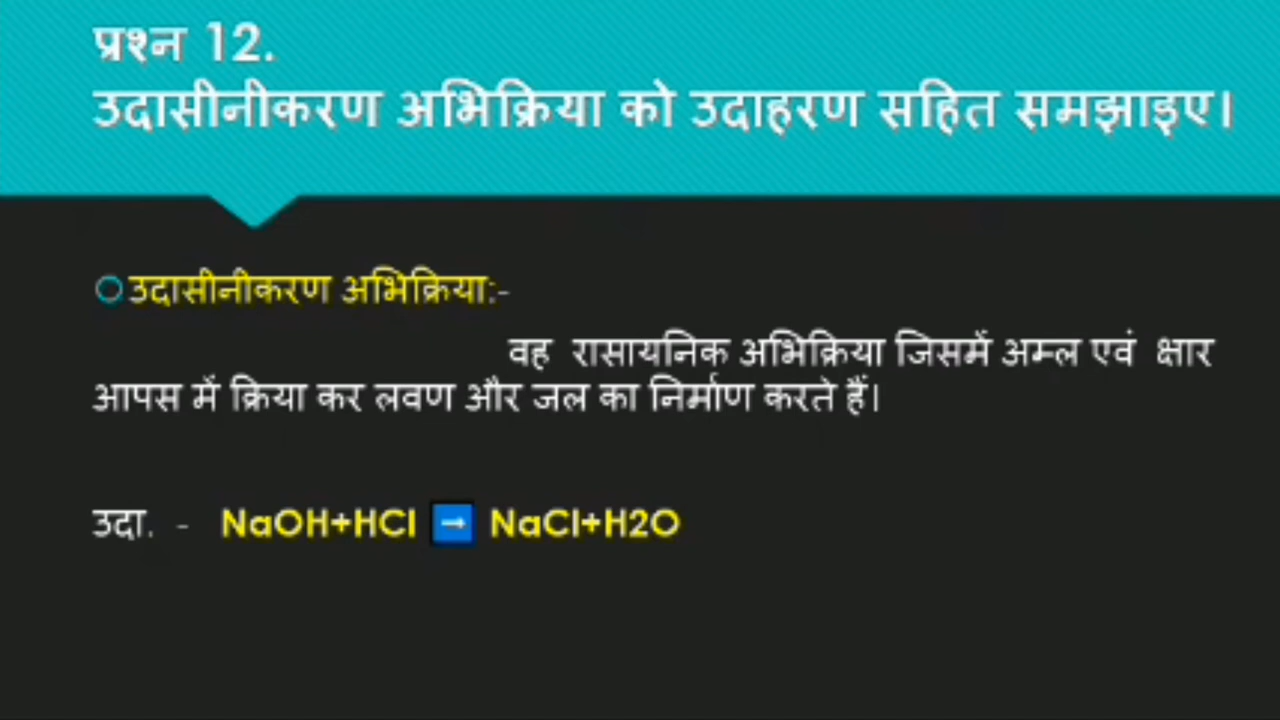 प्रश्न 12.
उदासीनीकरण अभिक्रिया को उदाहरण सहित समझाइए।
उदासीनीकरण अभिक्रिया:-
वह रासायनिक अभिक्रिया जिसमें अम्ल एवं क्षार
आपस में क्रिया कर लवण और जल का निर्माण करते हैं।
उदा. - NaOH+HCl ➡ NaCl+H2O